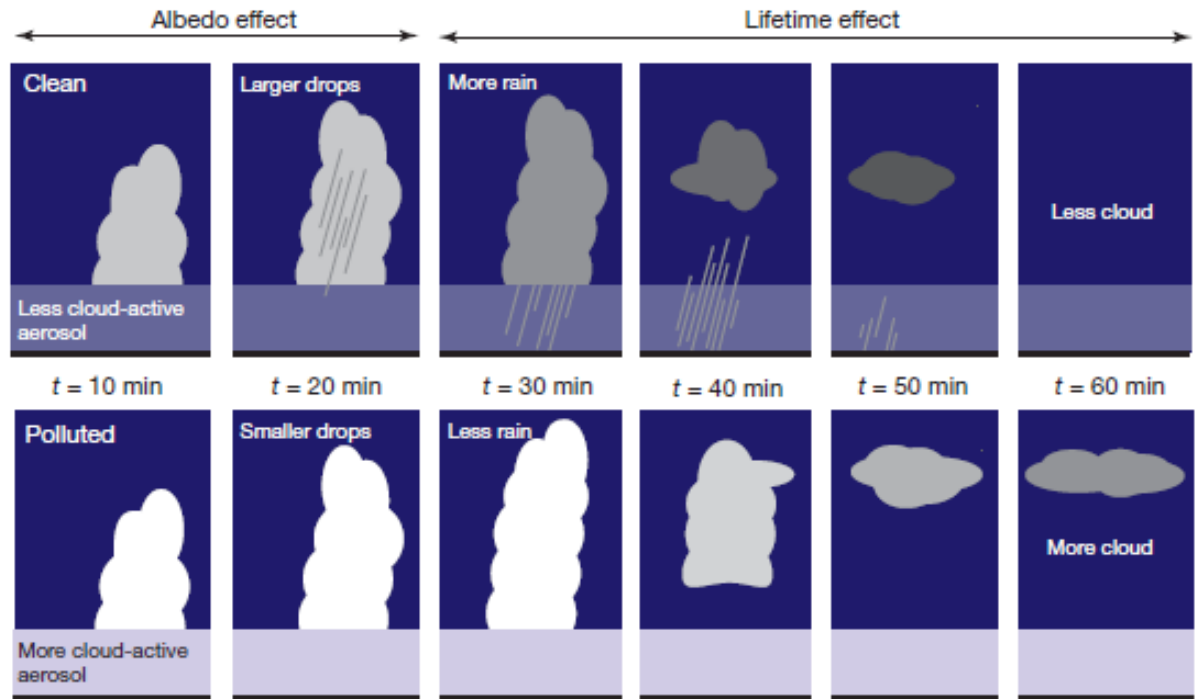 Albedo effect
Lifetime effect
Clean
Larger drops
More rain
Less cloud
Less cloud-active
aerosol
t = 10 min
t = 20 min
t = 30 min
t = 40 min
t = 50 min
t = 60 min
Polluted
Smaller drops
Less rain
More cloud
More cloud-active
aerosol